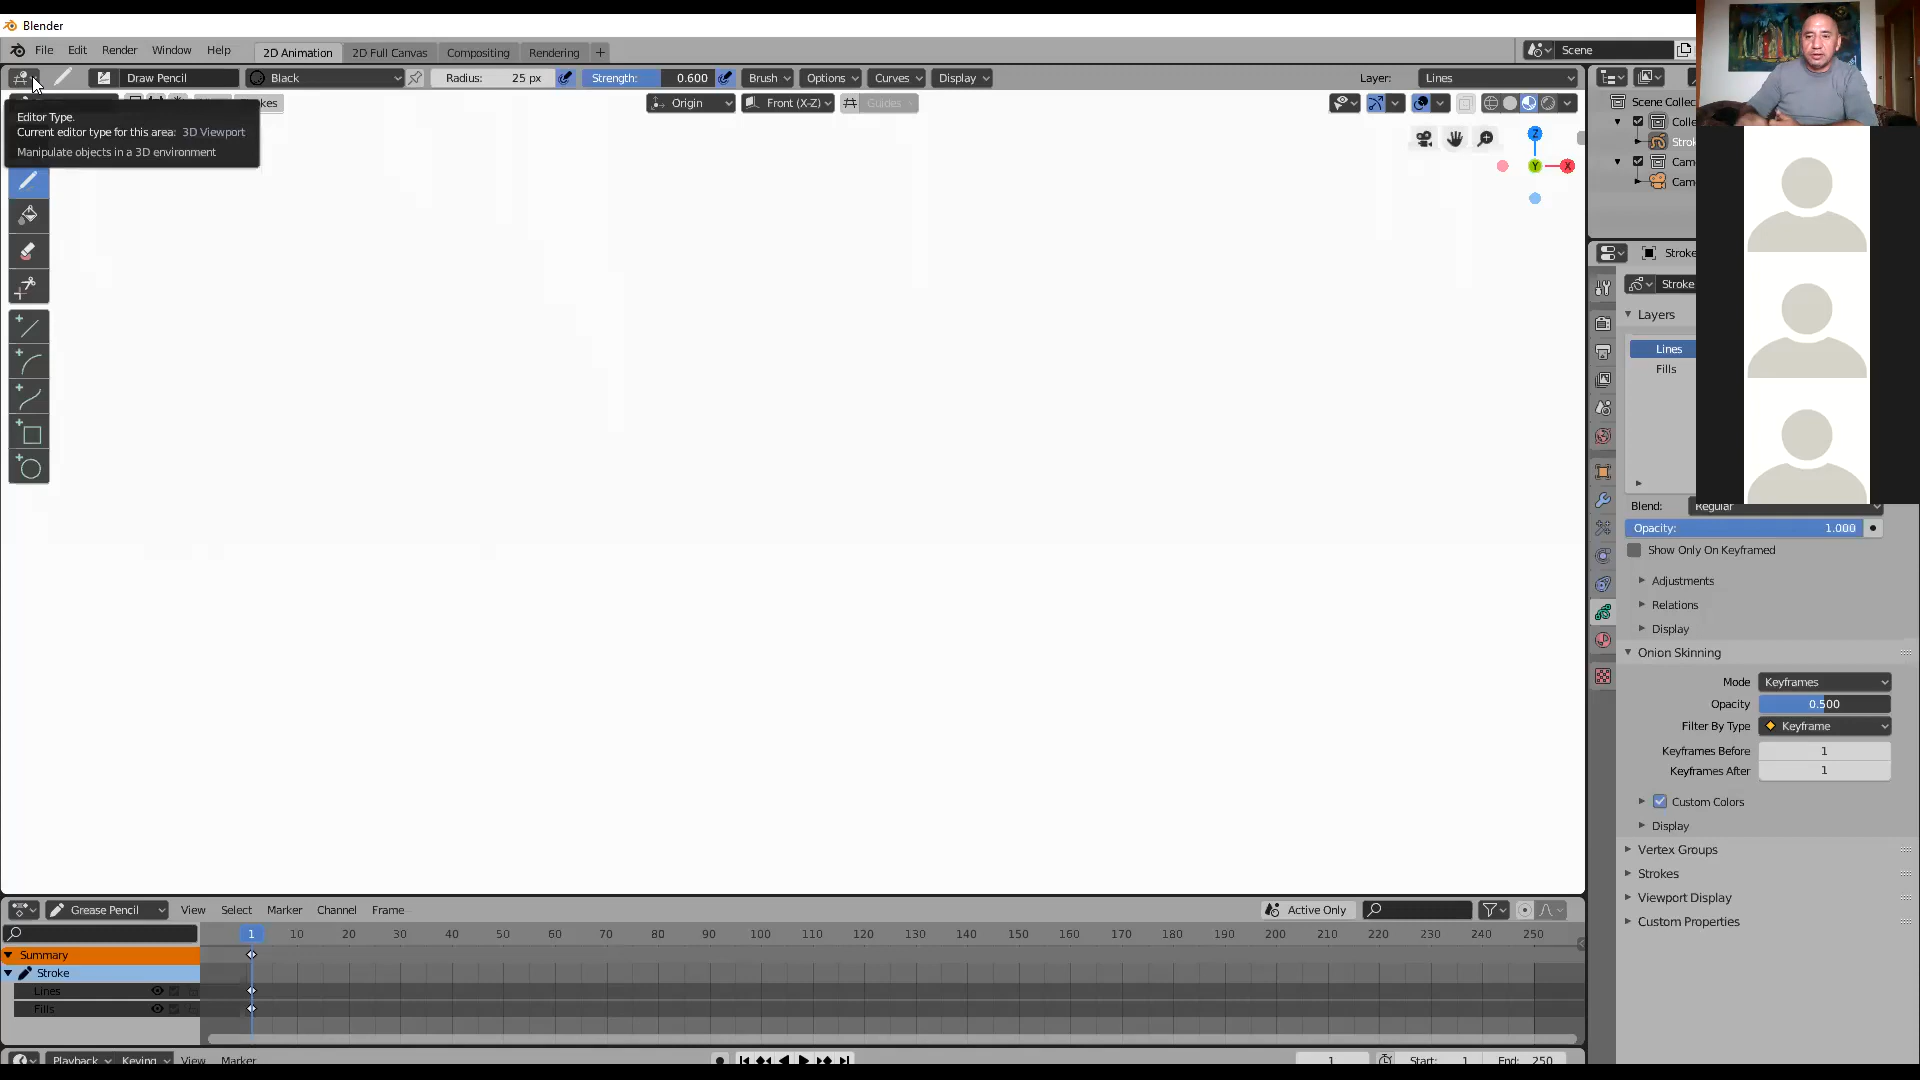 Blender
File Edit Render Window Help 2D Animation 2D Full Canvas Compositing Rendering + Scene
Draw Pencil Black Radius: 25 px Strength: 0.600 Brush Options Curves Display Layer: Lines
Origin Front (X-Z) Guides
Editor Type.
Current editor type for this area: 3D Viewport
Manipulate objects in a 3D environment
Z
Y X
Scene Collec
Colle
Strok
Cam
Cam
Stroke
Stroke
Layers
Lines
Fills
Blend: Regular
Opacity: 1.000
Show Only On Keyframed
Adjustments
Relations
Display
Onion Skinning
Mode Keyframes
Opacity 0.500
Filter By Type Keyframe
Keyframes Before 1
Keyframes After 1
Custom Colors
Display
Vertex Groups
Strokes
Viewport Display
Custom Properties
Grease Pencil View Select Marker Channel Frame Active Only
1 10 20 30 40 50 60 70 80 90 100 110 120 130 140 150 160 170 180 190 200 210 220 230 240 250
Summary
Stroke
Lines
Fills
Playback Keying View Marker 1 Start: 1 End: 250